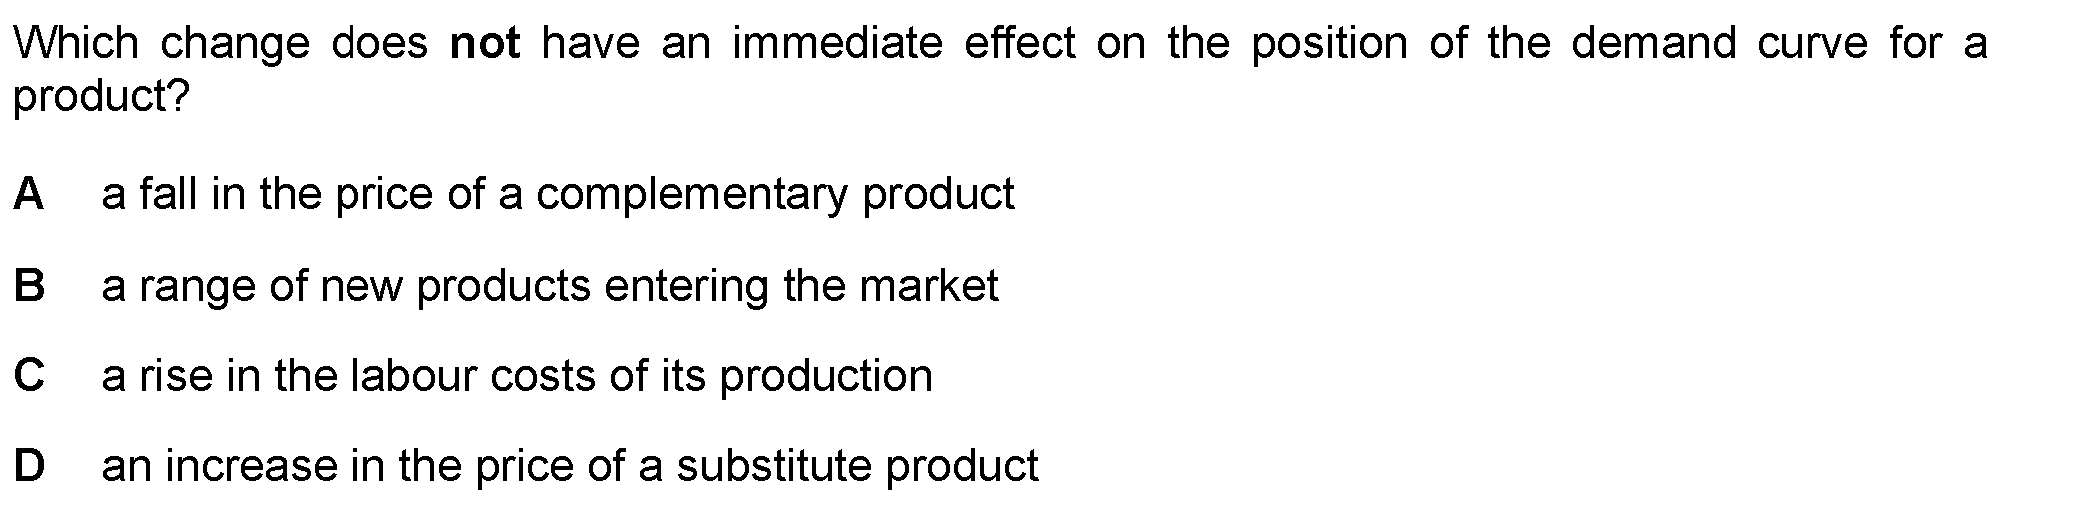 Which change does not have an immediate effect on the position of the demand curve for a
product?
A a fall in the price of a complementary product
B a range of new products entering the market
C a rise in the labour costs of its production
D an increase in the price of a substitute product